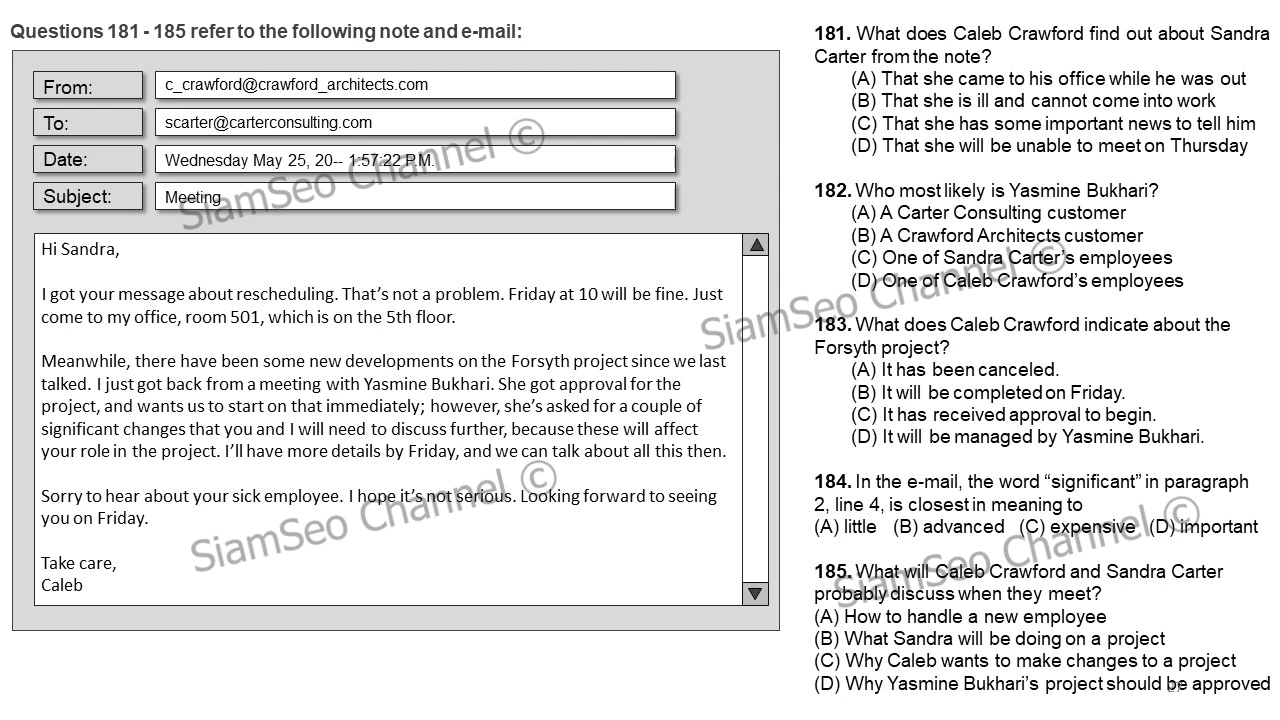 Questions 181 - 185 refer to the following note and e-mail:
From:
c_crawford@crawford_architects.com
To:
scarter@carterconsulting.com
Date:
Wednesday May 25, 20-- 1:57:22 P.M.
Subject:
Meeting
Hi Sandra,
I got your message about rescheduling. That's not a problem. Friday at 10 will be fine. Just
come to my office, room 501, which is on the 5th floor.
Meanwhile, there have been some new developments on the Forsyth project since we last
talked. I just got back from a meeting with Yasmine Bukhari. She got approval for the
project, and wants us to start on that immediately; however, she's asked for a couple of
significant changes that you and I will need to discuss further, because these will affect
your role in the project. I'll have more details by Friday, and we can talk about all this then.
Sorry to hear about your sick employee. I hope it's not serious. Looking forward to seeing
you on Friday.
Take care,
Caleb
181. What does Caleb Crawford find out about Sandra
Carter from the note?
(A) That she came to his office while he was out
(B) That she is ill and cannot come into work
(C) That she has some important news to tell him
(D) That she will be unable to meet on Thursday
182. Who most likely is Yasmine Bukhari?
(A) A Carter Consulting customer
(B) A Crawford Architects customer
(C) One of Sandra Carter's employees
(D) One of Caleb Crawford's employees
183. What does Caleb Crawford indicate about the
Forsyth project?
(A) It has been canceled.
(B) It will be completed on Friday.
(C) It has received approval to begin.
(D) It will be managed by Yasmine Bukhari.
184. In the e-mail, the word “significant” in paragraph
2, line 4, is closest in meaning to
(A) little (B) advanced (C) expensive (D) important
185. What will Caleb Crawford and Sandra Carter
probably discuss when they meet?
(A) How to handle a new employee
(B) What Sandra will be doing on a project
(C) Why Caleb wants to make changes to a project
(D) Why Yasmine Bukhari's project should be approved
27
SiamSeo Channel ©
SiamSeo Channel ©
SiamSeo Channel ©
SiamSeo Channel ©